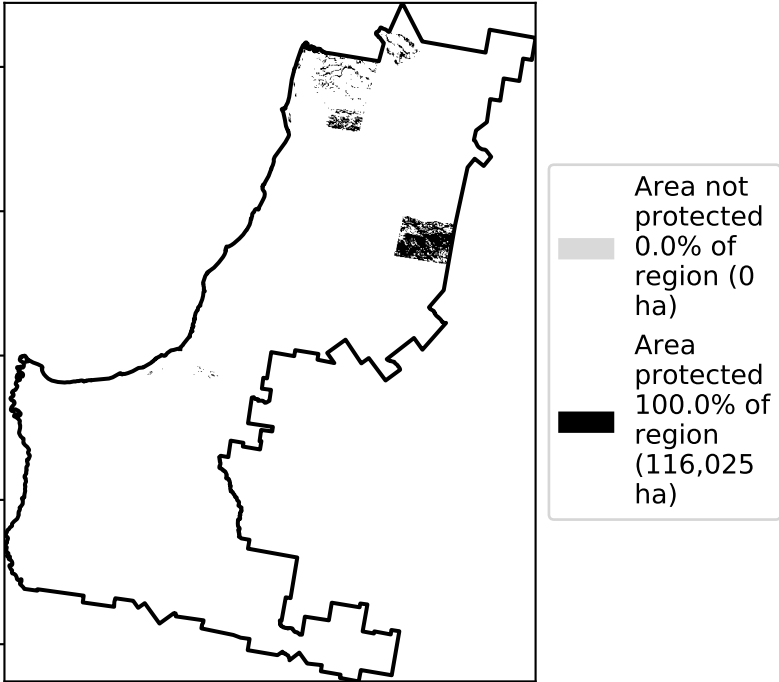 Area not
protected
0.0% of
region (0
ha)
Area
protected
100.0% of
region
(116,025
ha)